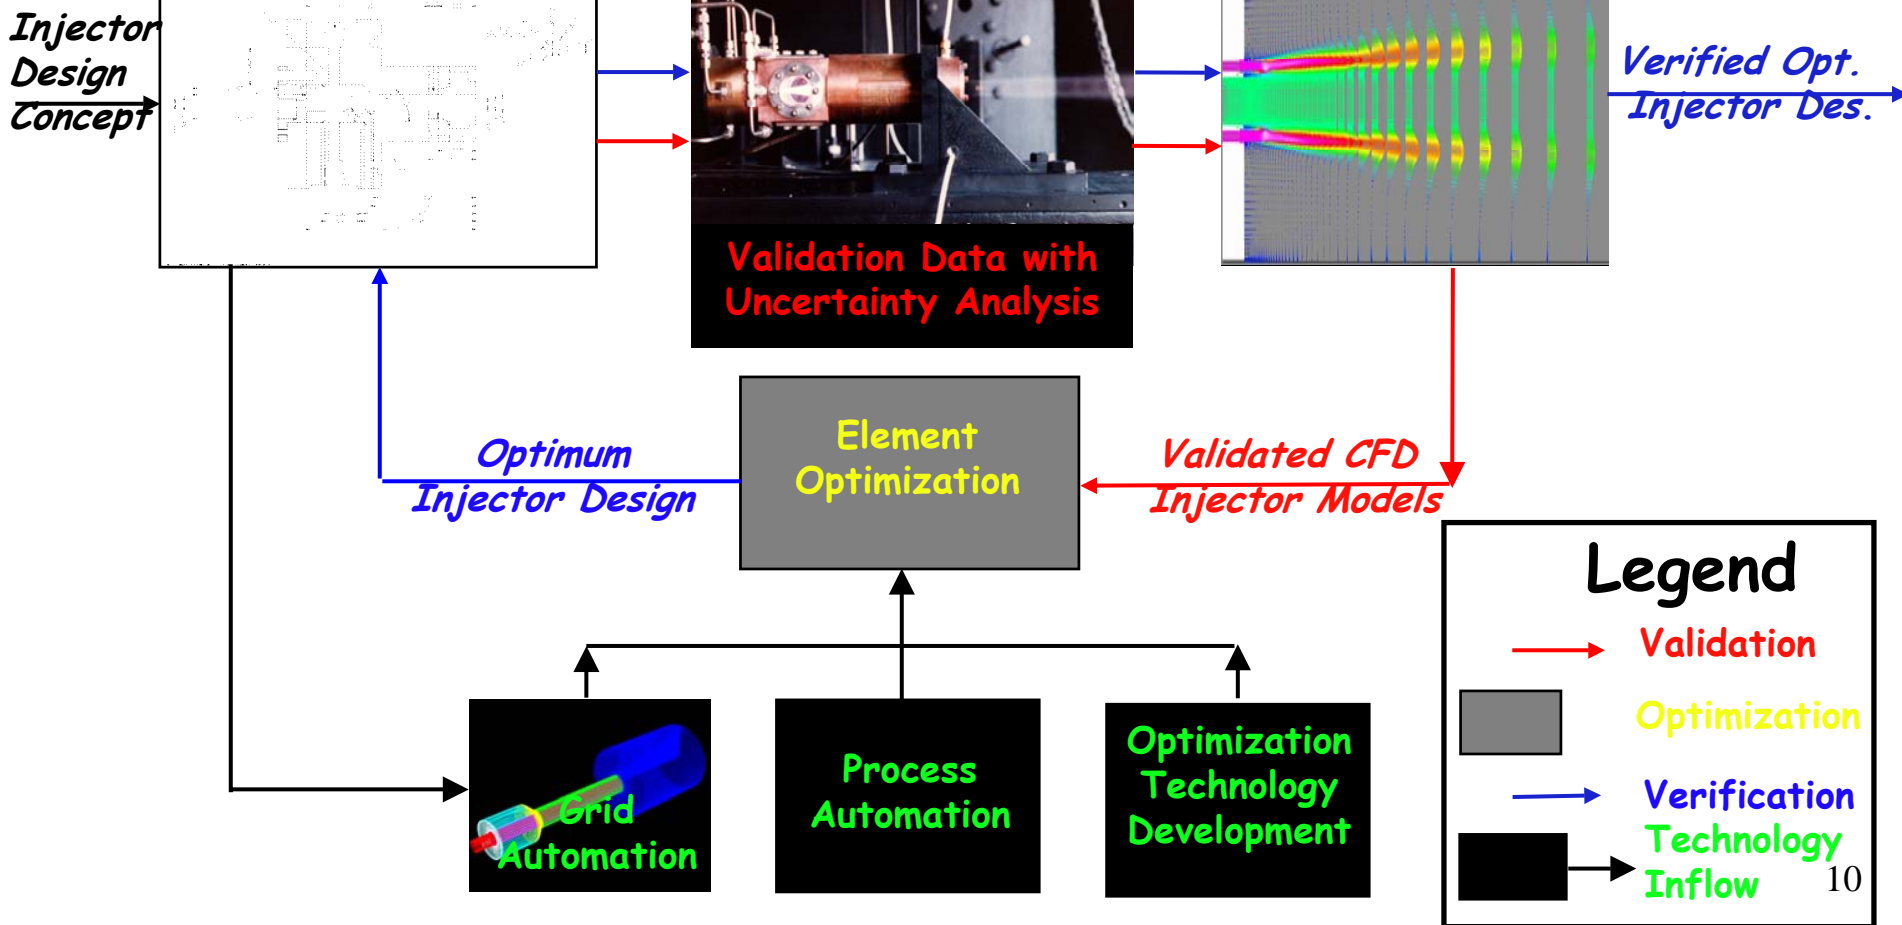 Injector
Design
Concept
Verified Opt.
Injector Des.
Validation Data with
Uncertainty Analysis
Element
Optimization
Optimum
Injector Design
Validated CFD
Injector Models
Grid
Automation
Process
Automation
Optimization
Technology
Development
Legend
Validation
Optimization
Verification
Technology
Inflow
10